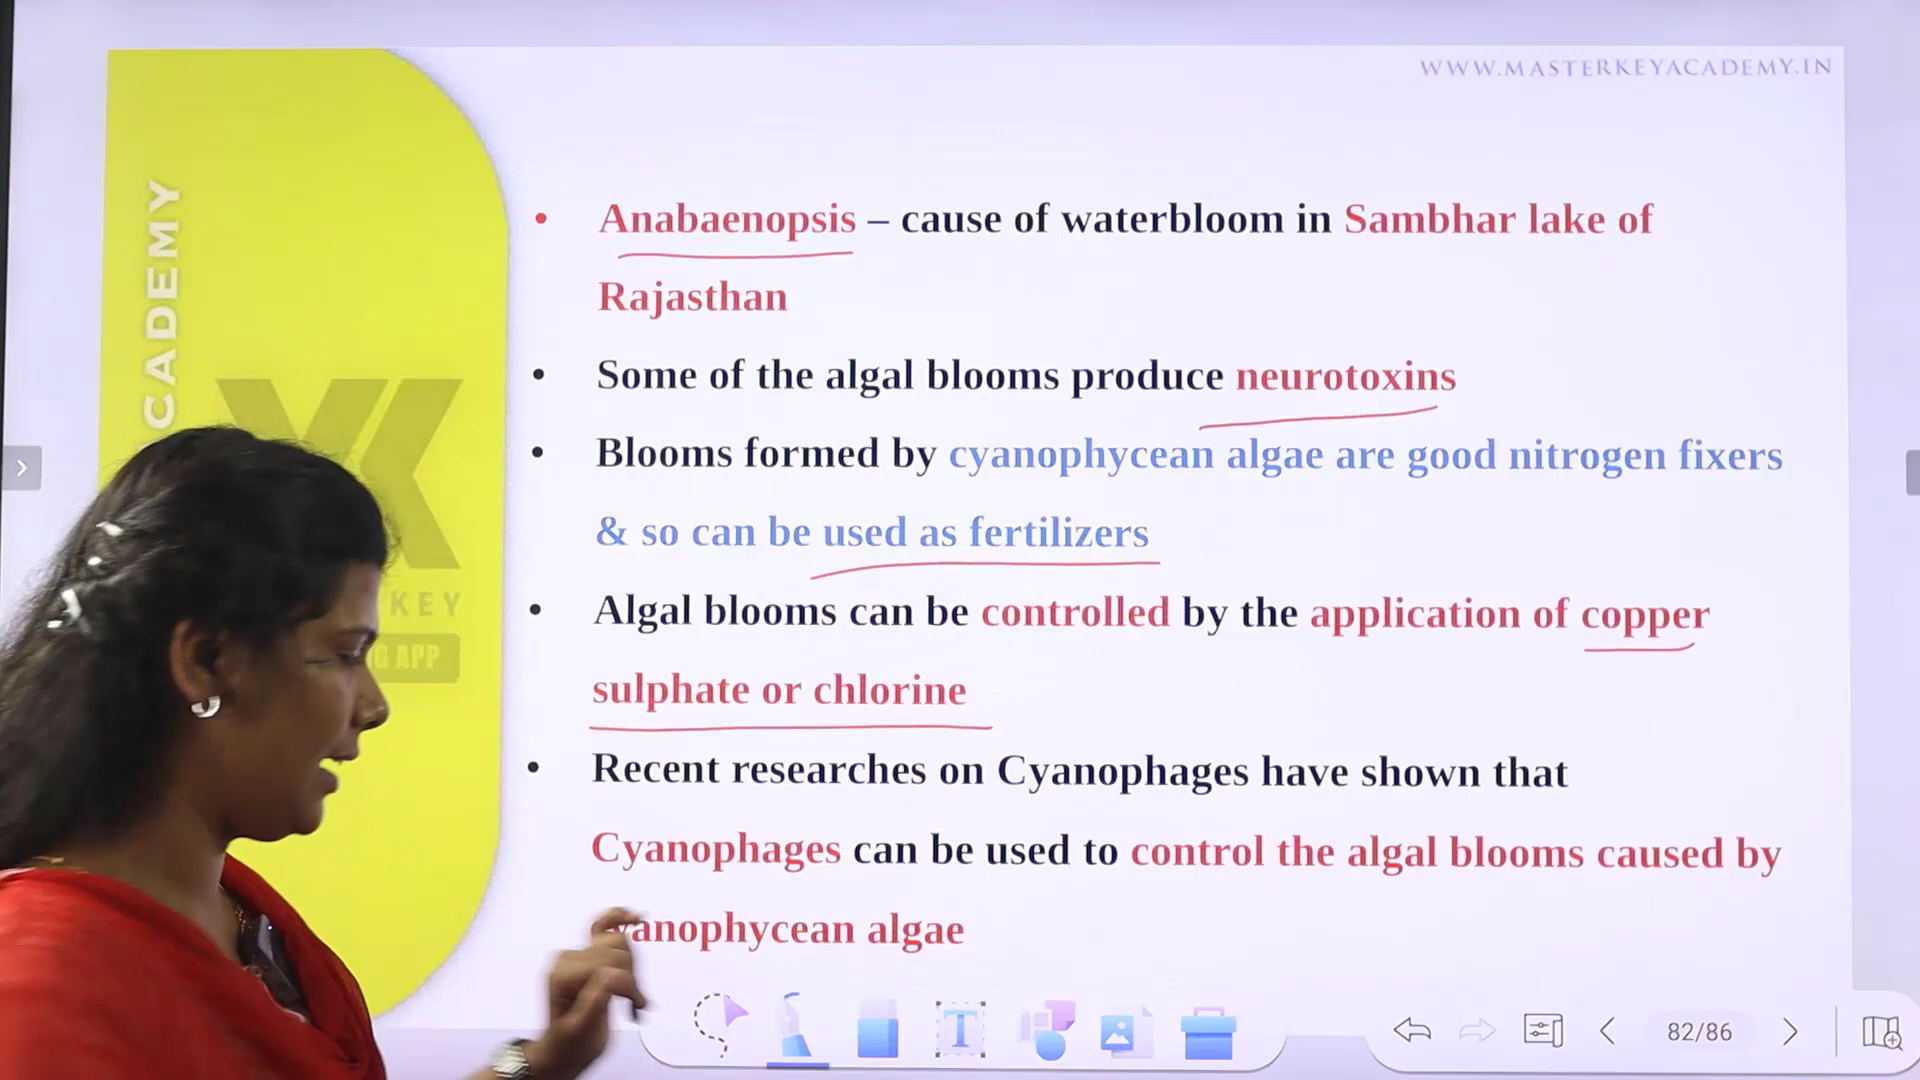 WWW.MASTERKEYACADEMY.IN
CADEMY
KEY
G APP
• Anabaenopsis – cause of waterbloom in Sambhar lake of
Rajasthan
• Some of the algal blooms produce neurotoxins
• Blooms formed by cyanophycean algae are good nitrogen fixers
& so can be used as fertilizers
• Algal blooms can be controlled by the application of copper
sulphate or chlorine
• Recent researches on Cyanophages have shown that
Cyanophages can be used to control the algal blooms caused by
cyanophycean algae
T
82/86